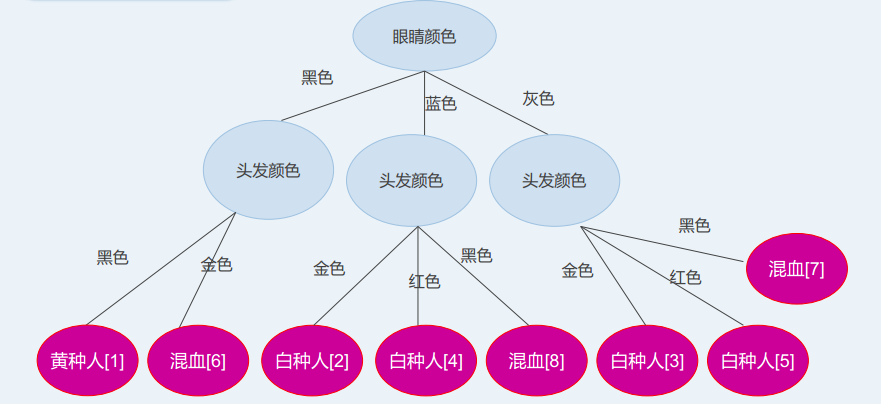 眼睛颜色
黑色
蓝色
灰色
头发颜色
头发颜色
头发颜色
黑色
金色
金色
红色
黑色
金色
红色
黑色
混血[7]
黄种人[1]
混血[6]
白种人[2]
白种人[4]
混血[8]
白种人[3]
白种人[5]